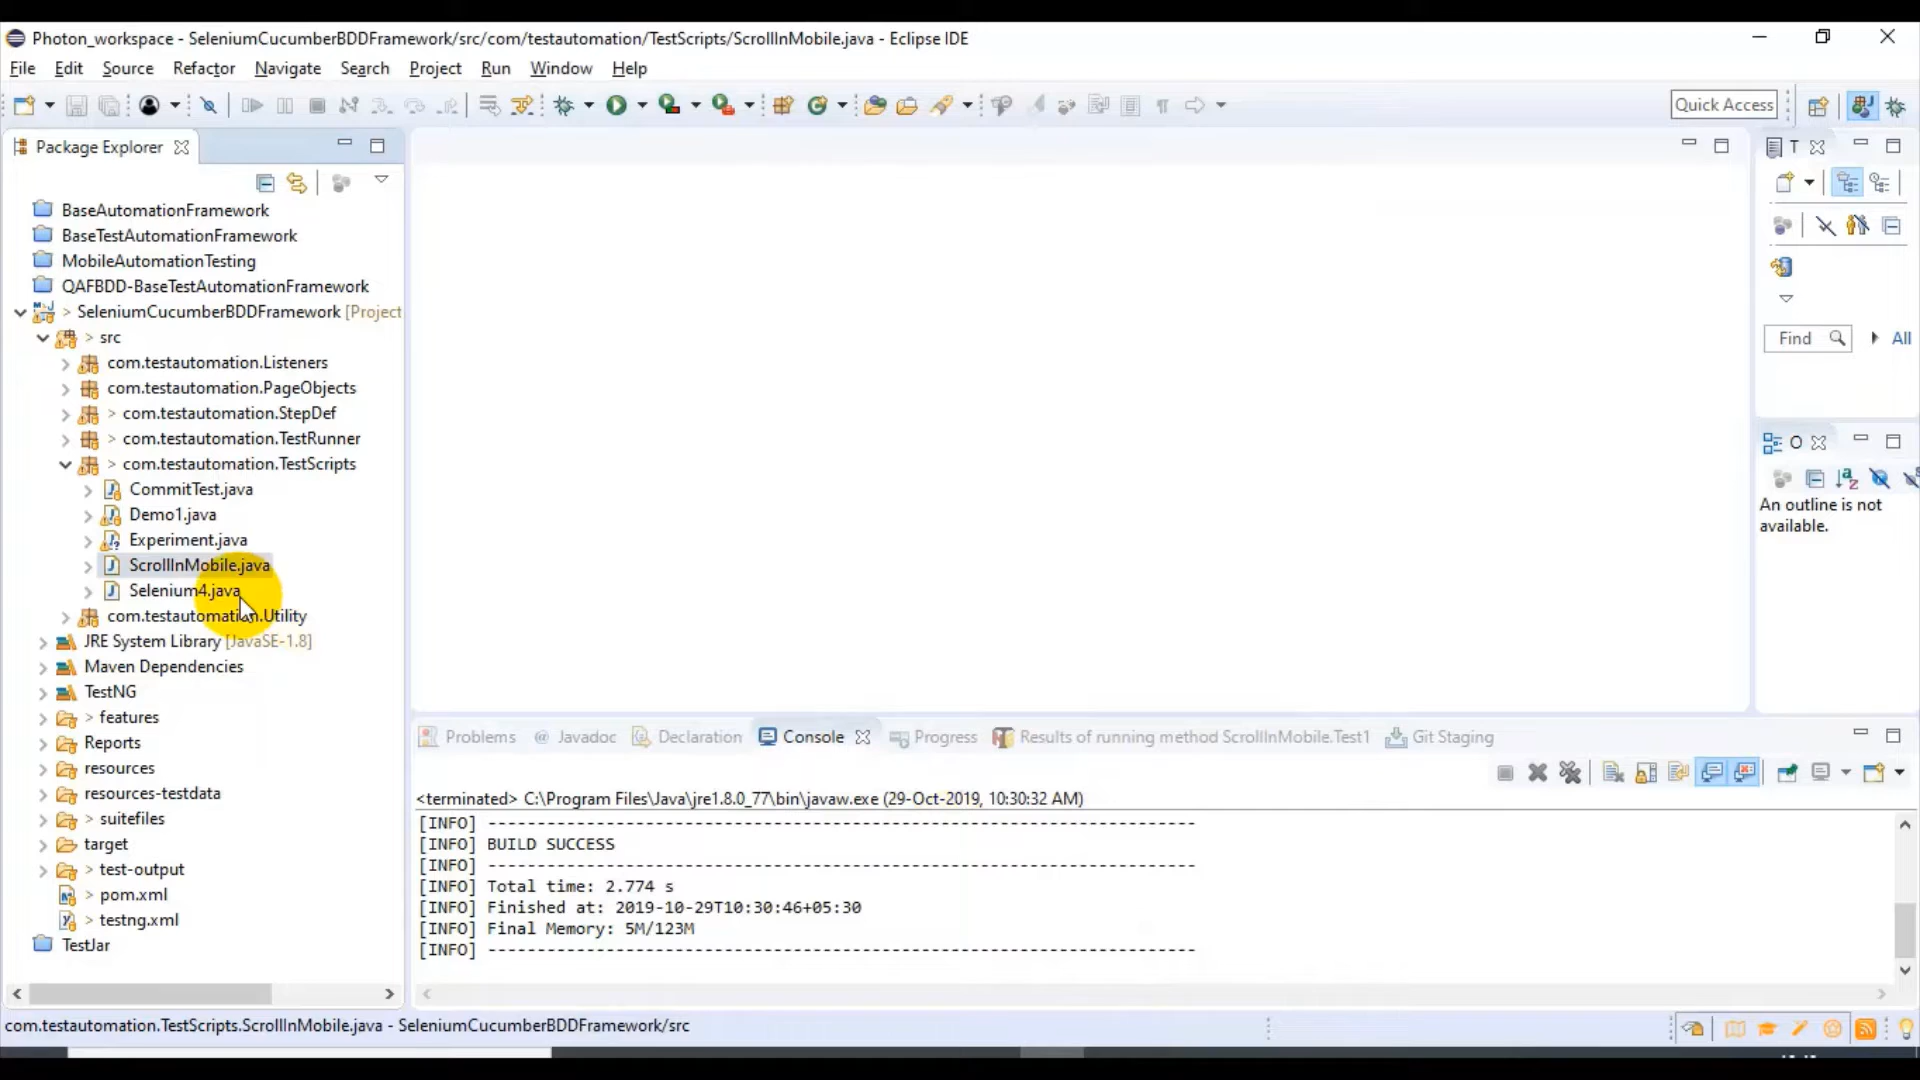 Photon_workspace - SeleniumCucumberBDDFramework/src/com/testautomation/TestScripts/ScrollInMobile.java - Eclipse IDE
File Edit Source Refactor Navigate Search Project Run Window Help
Quick Access
Package Explorer
T
BaseAutomationFramework
BaseTestAutomationFramework
MobileAutomationTesting
QAFBDD-BaseTestAutomationFramework
> SeleniumCucumberBDDFramework [Project
> src
com.testautomation.Listeners
com.testautomation.PageObjects
> com.testautomation.StepDef
> com.testautomation.TestRunner
> com.testautomation.TestScripts
CommitTest.java
Demo1.java
Experiment.java
ScrollInMobile.java
Selenium4.java
com.testautomation.Utility
JRE System Library [JavaSE-1.8]
Maven Dependencies
TestNG
> features
Reports
resources
resources-testdata
> suitefiles
target
> test-output
> pom.xml
> testng.xml
TestJar
Find All
O
An outline is not
available.
Problems @ Javadoc Declaration Console Progress Results of running method ScrollInMobile.Test1 Git Staging
<terminated> C:\Program Files\Java\jre1.8.0_77\bin\javaw.exe (29-Oct-2019, 10:30:32 AM)
[INFO] ------------------------------------------------------------------------
[INFO] BUILD SUCCESS
[INFO] ------------------------------------------------------------------------
[INFO] Total time: 2.774 s
[INFO] Finished at: 2019-10-29T10:30:46+05:30
[INFO] Final Memory: 5M/123M
[INFO] ------------------------------------------------------------------------
com.testautomation.TestScripts.ScrollInMobile.java - SeleniumCucumberBDDFramework/src